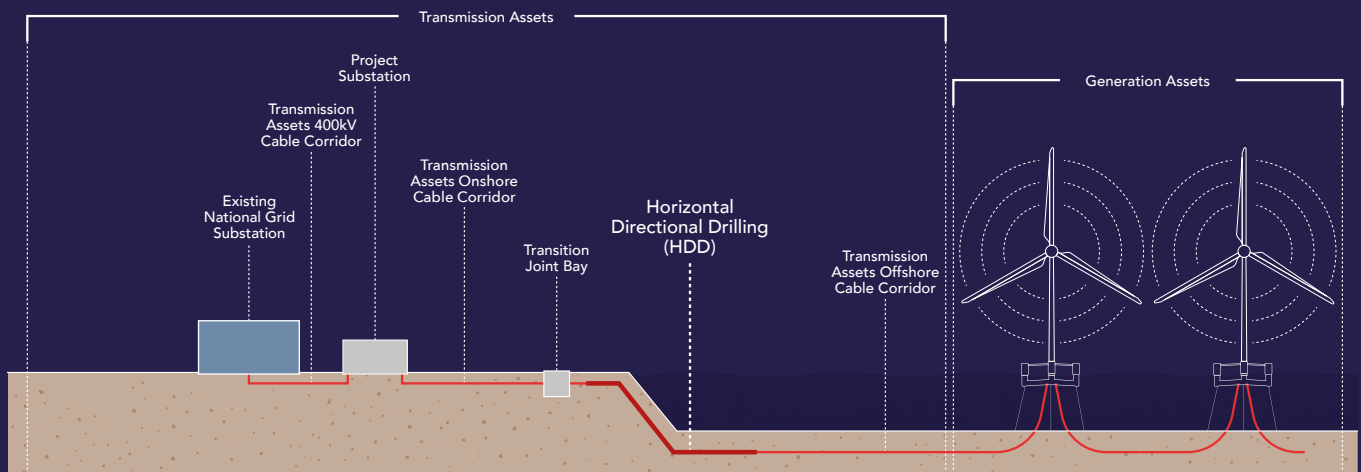 Transmission Assets
Project
Substation
Generation Assets
Transmission
Assets 400kV
Cable Corridor
Transmission
Assets Onshore
Cable Corridor
Existing
National Grid
Substation
Horizontal
Directional Drilling
(HDD)
Transition
Joint Bay
Transmission
Assets Offshore
Cable Corridor